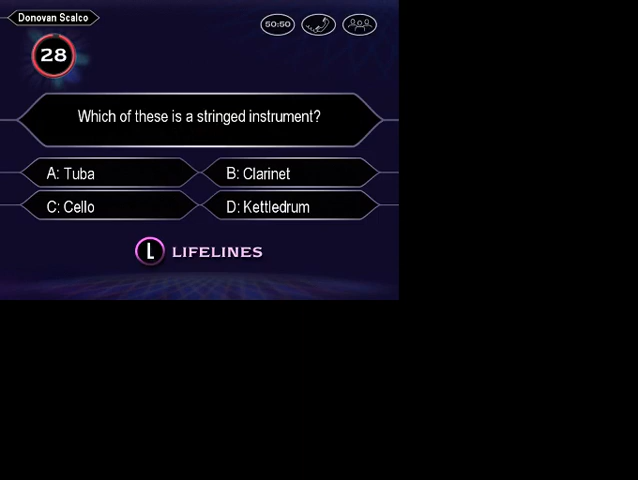 Donovan Scalco
50:50
28
Which of these is a stringed instrument?
A: Tuba
B: Clarinet
C: Cello
D: Kettledrum
L LIFELINES